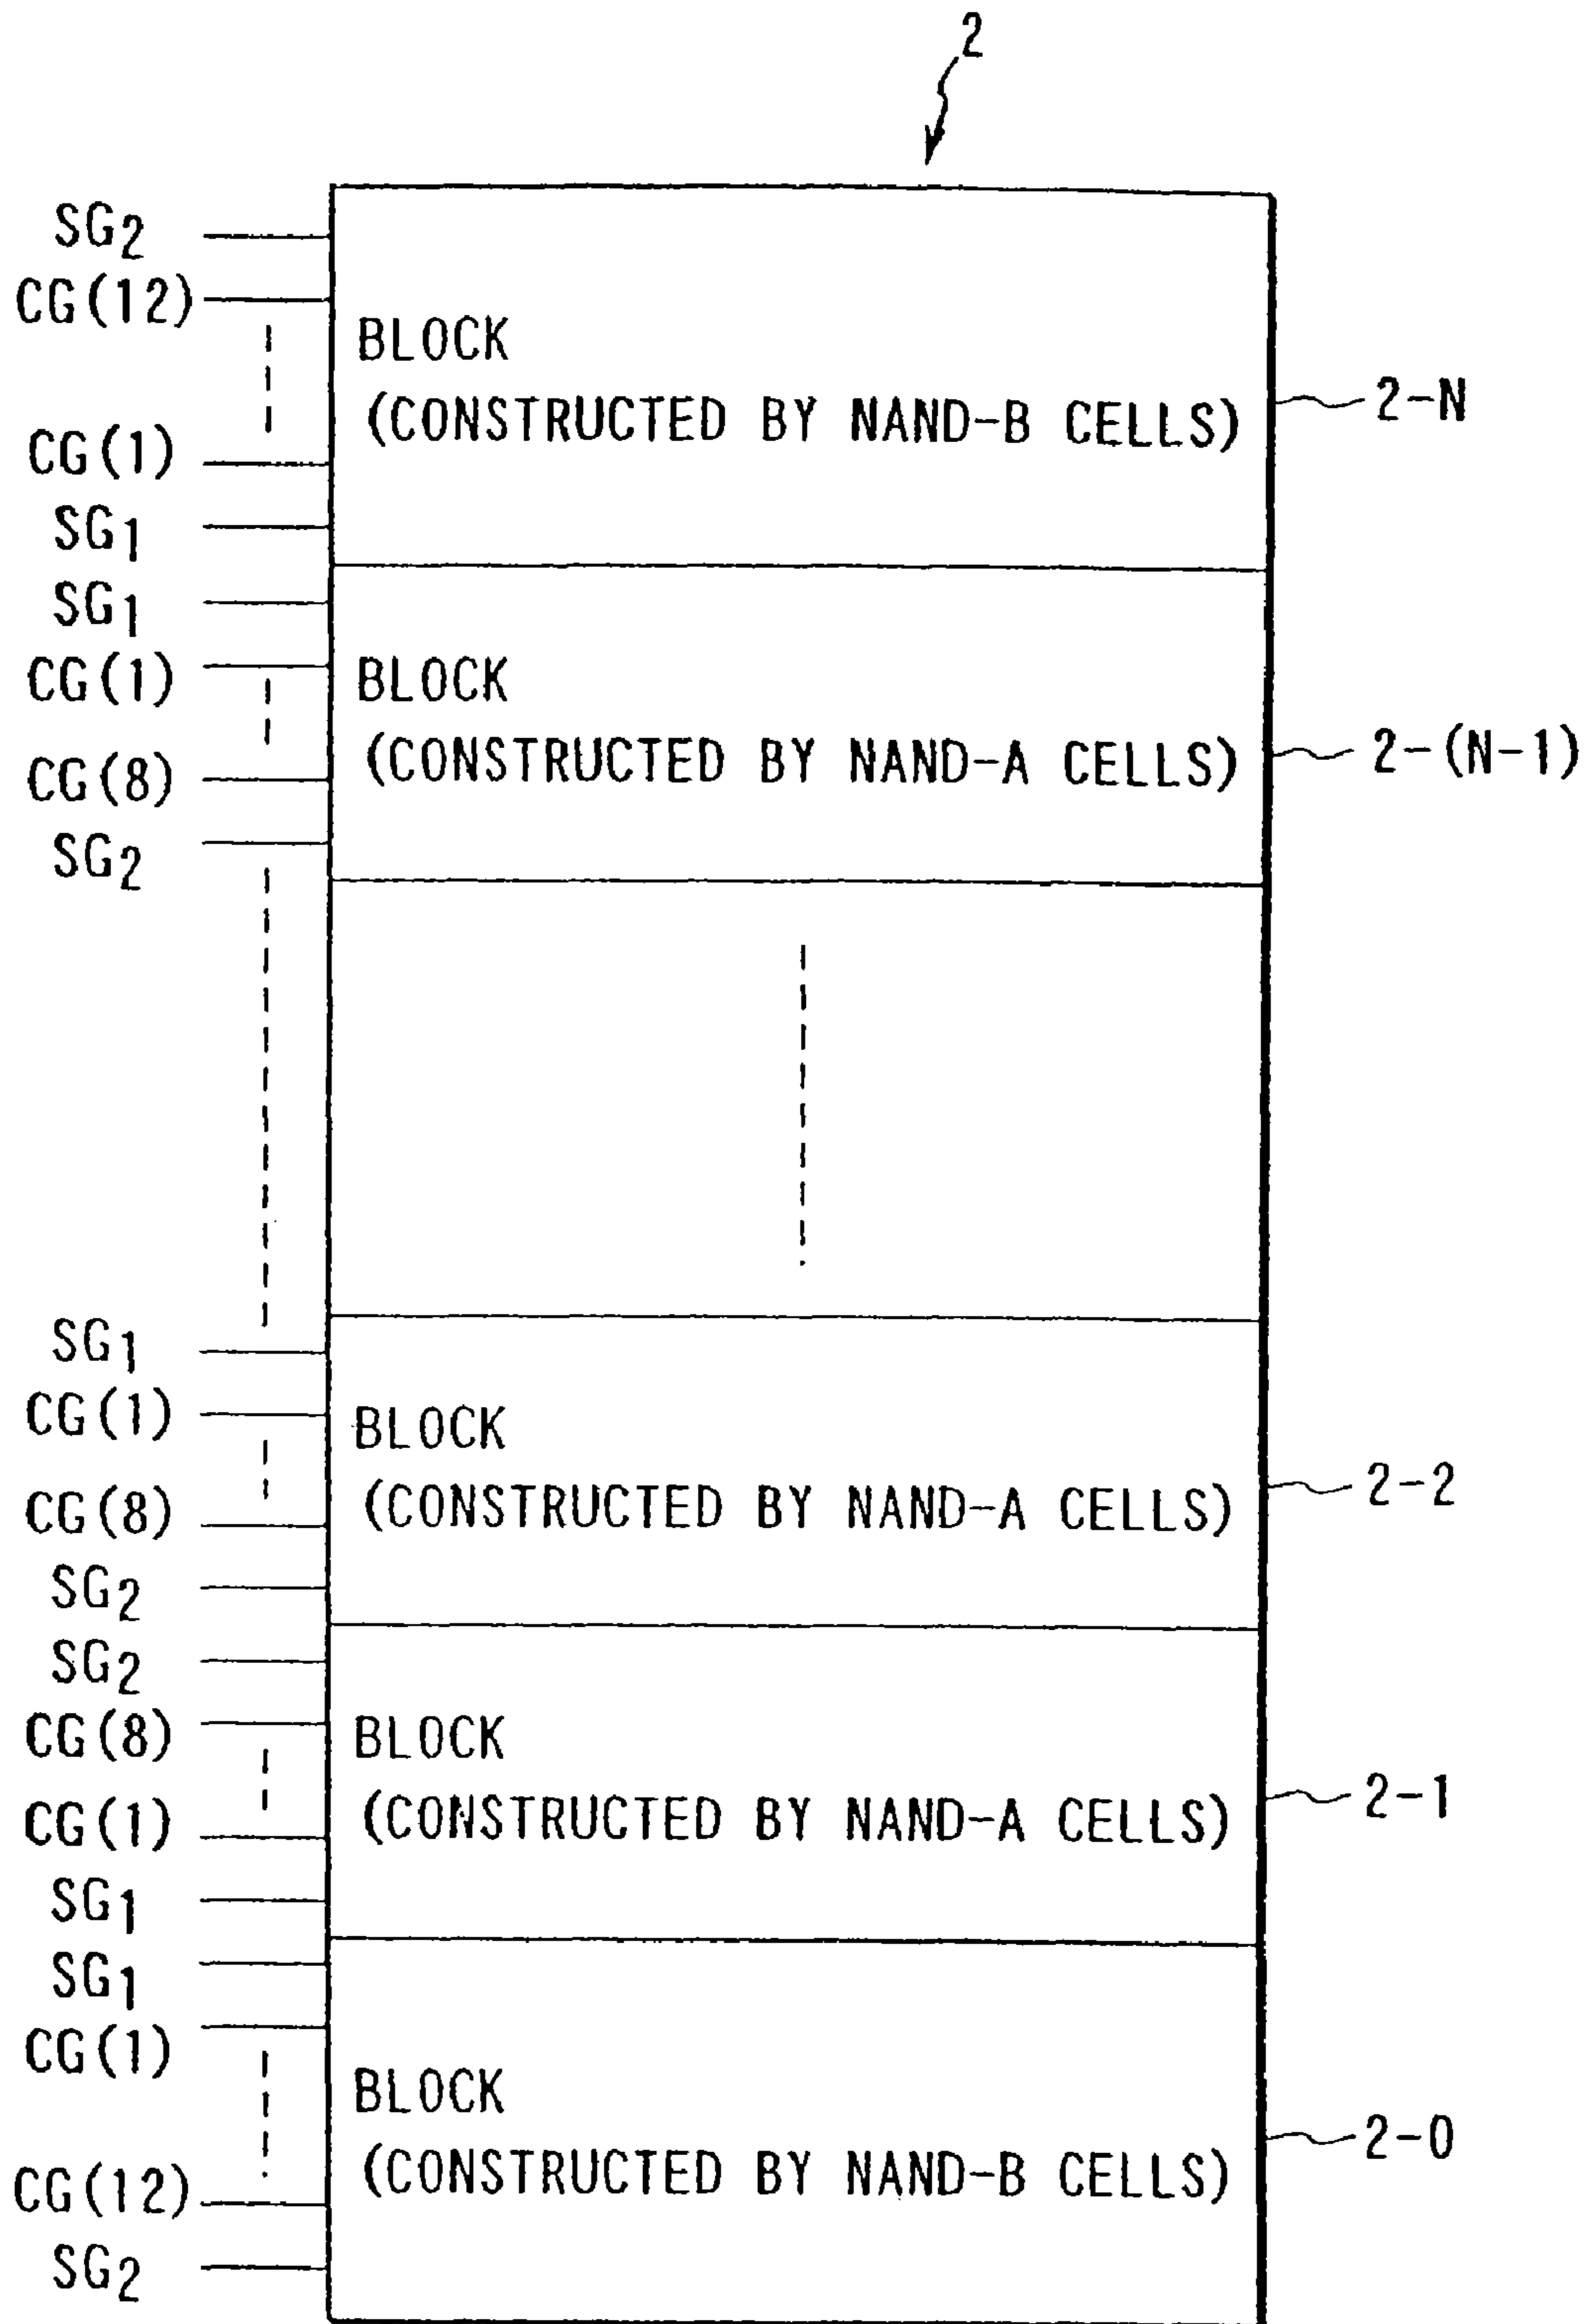 2
SG2
CG(12)
BLOCK
(CONSTRUCTED BY NAND-B CELLS)
2-N
CG(1)
SG1
SG1
CG(1)
BLOCK
(CONSTRUCTED BY NAND-A CELLS)
2-(N-1)
CG(8)
SG2
SG1
CG(1)
BLOCK
(CONSTRUCTED BY NAND-A CELLS)
2-2
CG(8)
SG2
SG2
CG(8)
BLOCK
(CONSTRUCTED BY NAND-A CELLS)
2-1
CG(1)
SG1
SG1
CG(1)
BLOCK
(CONSTRUCTED BY NAND-B CELLS)
2-0
CG(12)
SG2